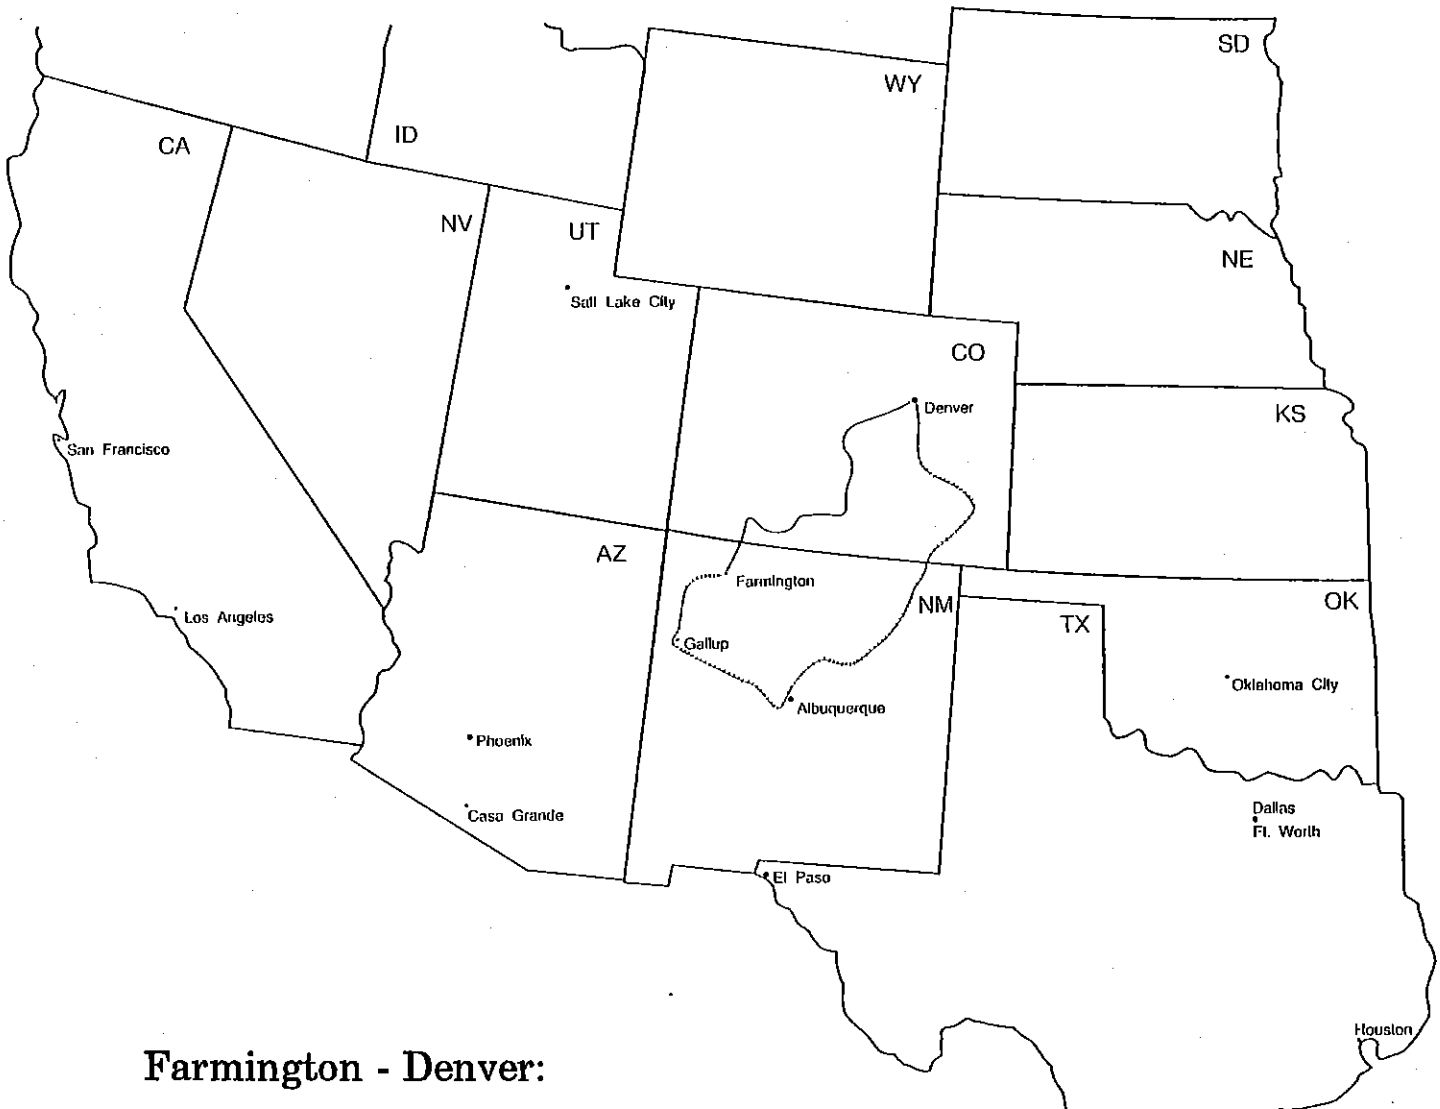 SD
WY
ID
CA
NV
UT
NE
Salt Lake City
CO
Denver
KS
San Francisco
AZ
Farmington
NM
OK
TX
Los Angeles
Gallup
Oklahoma City
Albuquerque
Phoenix
Casa Grande
Dallas
Ft. Worth
El Paso
Houston
Farmington - Denver: